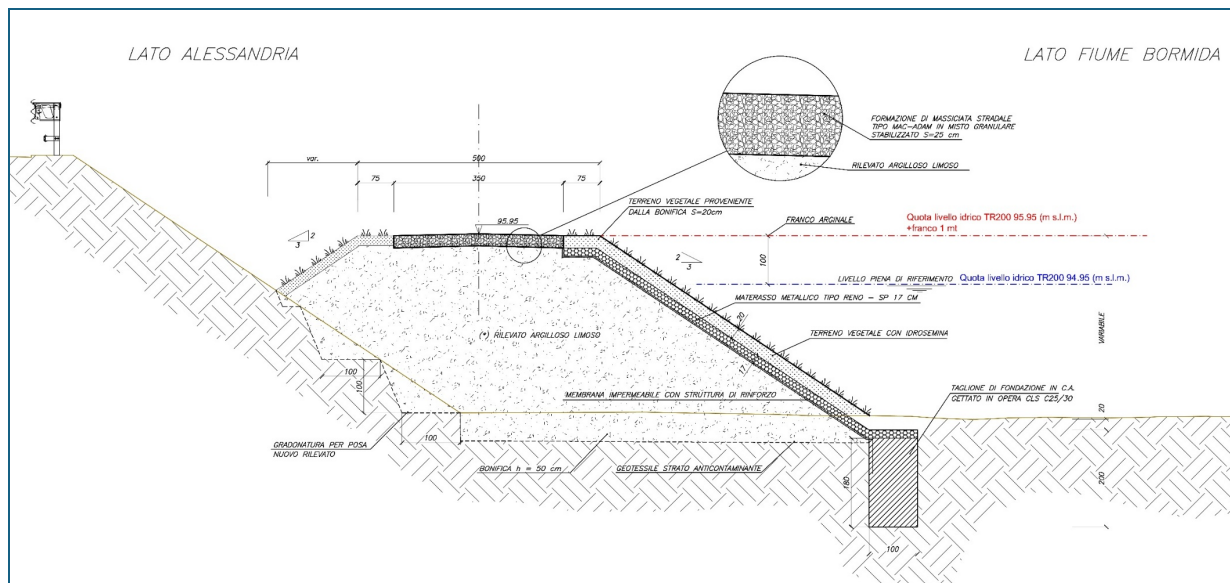 LATO ALESSANDRIA
LATO FIUME BORMIDA
FORMAZIONE DI MASSICIATA STRADALE
TIPO MAC-ADAM IN MISTO GRANULARE
STABILIZZATO S=25 cm
RILEVATO ARGILLOSO LIMOSO
var.
500
75
350
75
TERRENO VEGETALE PROVENIENTE
DALLA BONIFICA S=20cm
95.95
FRANCO ARGINALE
Quota livello idrico TR200 95.95 (m s.l.m.)
+franco 1 mt
2
3
2
3
100
LIVELLO PIENA DI RIFERIMENTO
Quota livello idrico TR200 94.95 (m s.l.m.)
MATERASSO METALLICO TIPO RENO - SP 17 CM
20
(*) RILEVATO ARGILLOSO LIMOSO
TERRENO VEGETALE CON IDROSEMINA
VARIABILE
17
100
100
TAGLIONE DI FONDAZIONE IN C.A.
GETTATO IN OPERA CLS C25/30
MEMBRANA IMPERMEABILE CON STRUTTURA DI RINFORZO
20
GRADONATURA PER POSA
NUOVO RILEVATO
100
BONIFICA h = 50 cm
GEOTESSILE STRATO ANTICONTAMINANTE
180
200
100